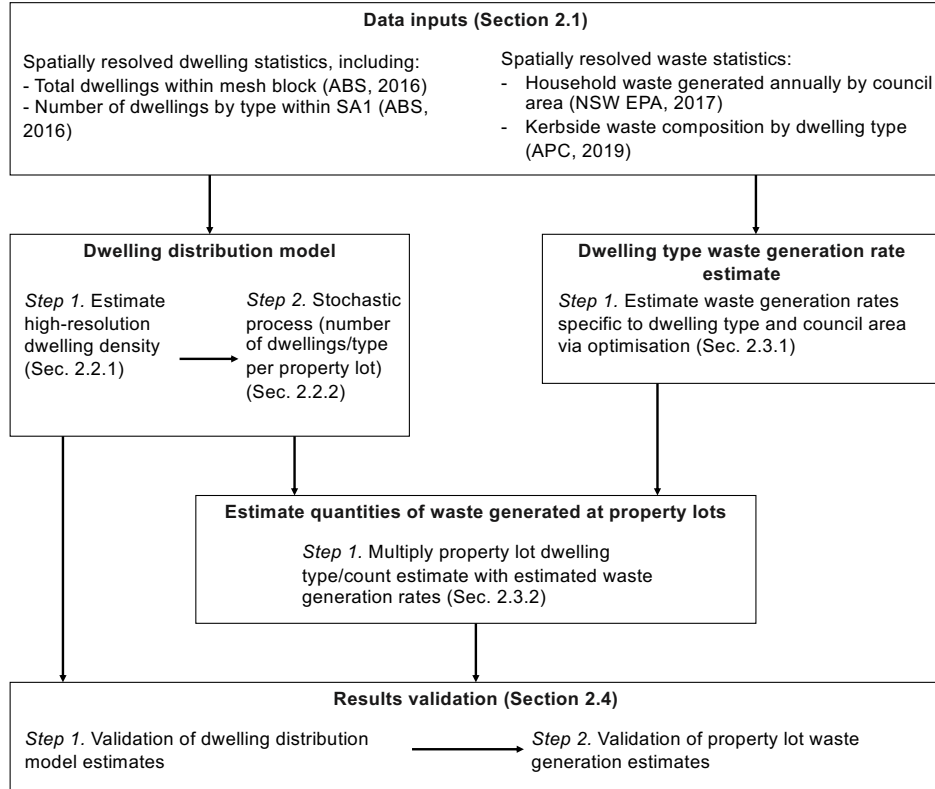 Data inputs (Section 2.1)
Spatially resolved dwelling statistics, including:
- Total dwellings within mesh block (ABS, 2016)
- Number of dwellings by type within SA1 (ABS,
2016)
Spatially resolved waste statistics:
- Household waste generated annually by council
area (NSW EPA, 2017)
- Kerbside waste composition by dwelling type
(APC, 2019)
Dwelling distribution model
Step 1. Estimate
high-resolution
dwelling density
(Sec. 2.2.1)
Step 2. Stochastic
process (number
of dwellings/type
per property lot)
(Sec. 2.2.2)
Dwelling type waste generation rate
estimate
Step 1. Estimate waste generation rates
specific to dwelling type and council area
via optimisation (Sec. 2.3.1)
Estimate quantities of waste generated at property lots
Step 1. Multiply property lot dwelling
type/count estimate with estimated waste
generation rates (Sec. 2.3.2)
Results validation (Section 2.4)
Step 1. Validation of dwelling distribution
model estimates
Step 2. Validation of property lot waste
generation estimates